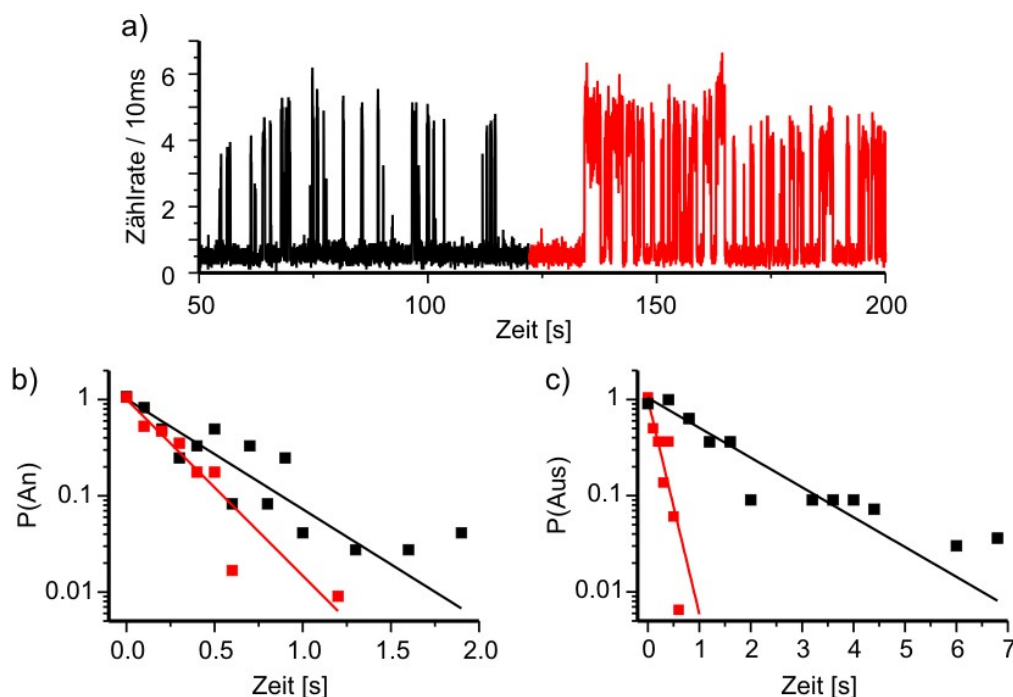 a)
Zählrate / 10ms
6
4
2
0
50 100 150 200
Zeit [s]
b)
P(An)
1
0.1
0.01
0.0 0.5 1.0 1.5 2.0
Zeit [s]
c)
P(Aus)
1
0.1
0.01
0 1 2 3 4 5 6 7
Zeit [s]